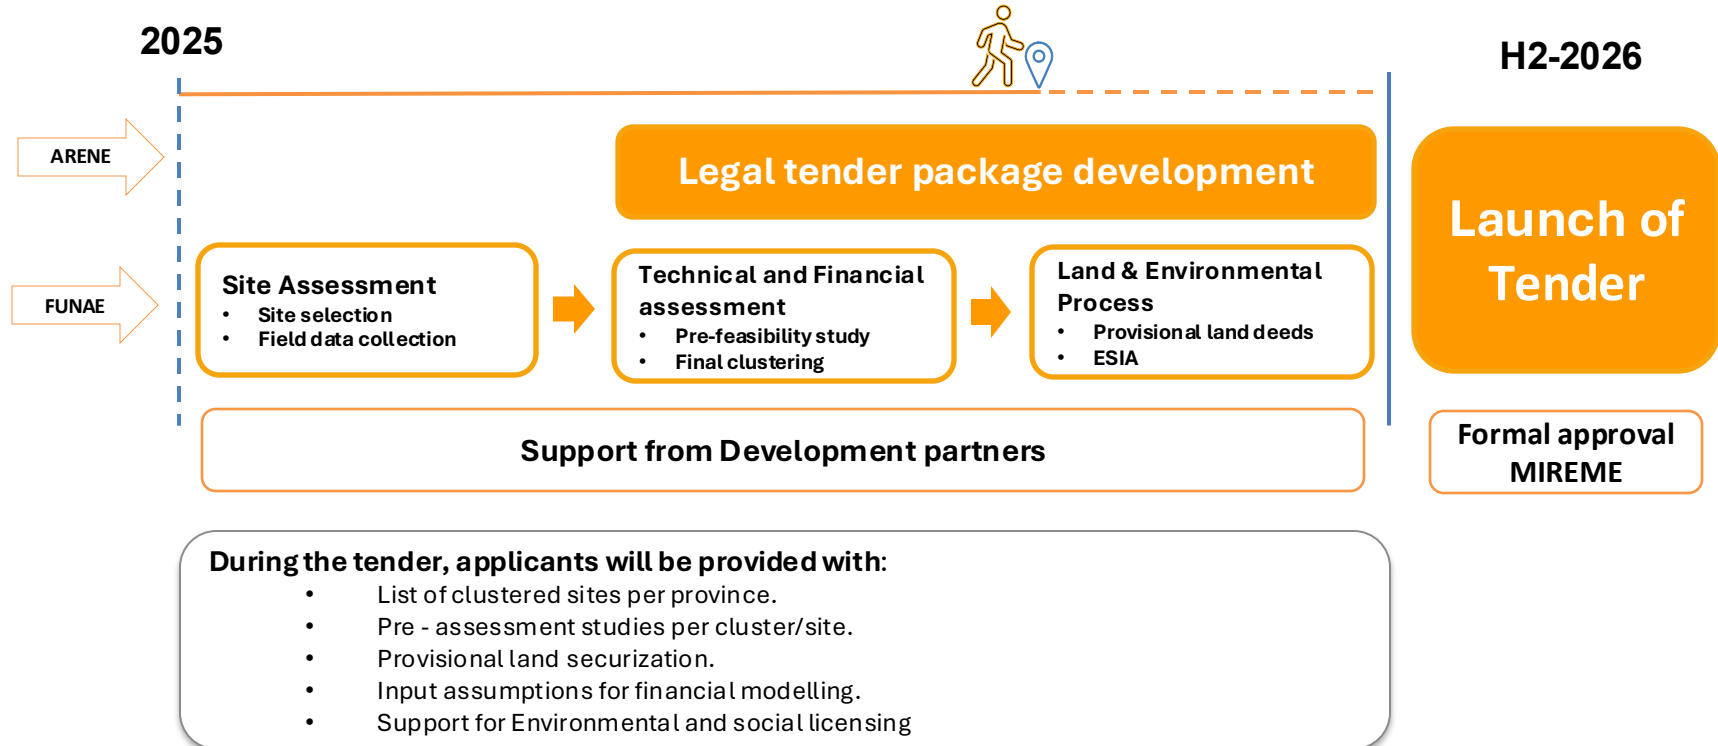 2025
H2-2026
ARENE
Legal tender package development
Launch of
Tender
FUNAE
Site Assessment
• Site selection
• Field data collection
Technical and Financial
assessment
• Pre-feasibility study
• Final clustering
Land & Environmental
Process
• Provisional land deeds
• ESIA
Support from Development partners
Formal approval
MIREME
During the tender, applicants will be provided with:
• List of clustered sites per province.
• Pre - assessment studies per cluster/site.
• Provisional land securization.
• Input assumptions for financial modelling.
• Support for Environmental and social licensing